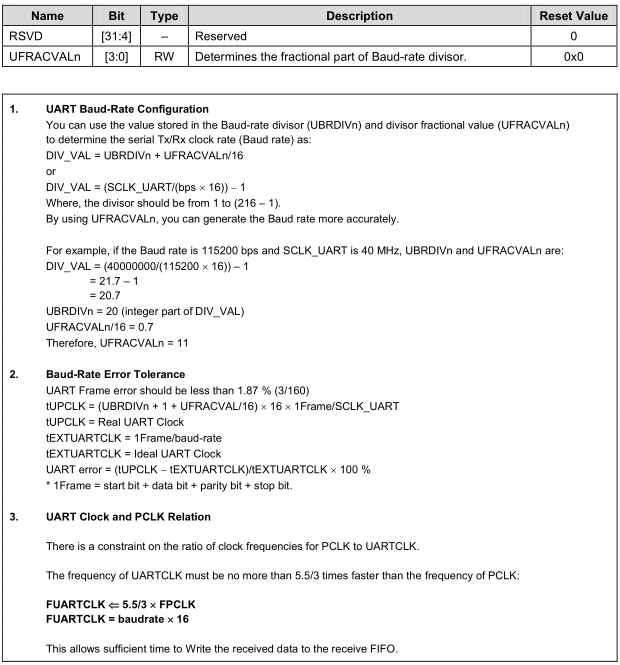 Name Bit Type Description Reset Value
RSVD [31:4] – Reserved 0
UFRACVALn [3:0] RW Determines the fractional part of Baud-rate divisor. 0x0
1. UART Baud-Rate Configuration
You can use the value stored in the Baud-rate divisor (UBRDIVn) and divisor fractional value (UFRACVALn)
to determine the serial Tx/Rx clock rate (Baud rate) as:
DIV_VAL = UBRDIVn + UFRACVALn/16
or
DIV_VAL = (SCLK_UART/(bps × 16)) – 1
Where, the divisor should be from 1 to (216 – 1).
By using UFRACVALn, you can generate the Baud rate more accurately.
For example, if the Baud rate is 115200 bps and SCLK_UART is 40 MHz, UBRDIVn and UFRACVALn are:
DIV_VAL = (40000000/(115200 × 16)) – 1
= 21.7 – 1
= 20.7
UBRDIVn = 20 (integer part of DIV_VAL)
UFRACVALn/16 = 0.7
Therefore, UFRACVALn = 11
2. Baud-Rate Error Tolerance
UART Frame error should be less than 1.87 % (3/160)
tUPCLK = (UBRDIVn + 1 + UFRACVAL/16) × 16 × 1Frame/SCLK_UART
tUPCLK = Real UART Clock
tEXTUARTCLK = 1Frame/baud-rate
tEXTUARTCLK = Ideal UART Clock
UART error = (tUPCLK – tEXTUARTCLK)/tEXTUARTCLK × 100 %
* 1Frame = start bit + data bit + parity bit + stop bit.
3. UART Clock and PCLK Relation
There is a constraint on the ratio of clock frequencies for PCLK to UARTCLK.
The frequency of UARTCLK must be no more than 5.5/3 times faster than the frequency of PCLK:
FUARTCLK ⇐ 5.5/3 × FPCLK
FUARTCLK = baudrate × 16
This allows sufficient time to Write the received data to the receive FIFO.